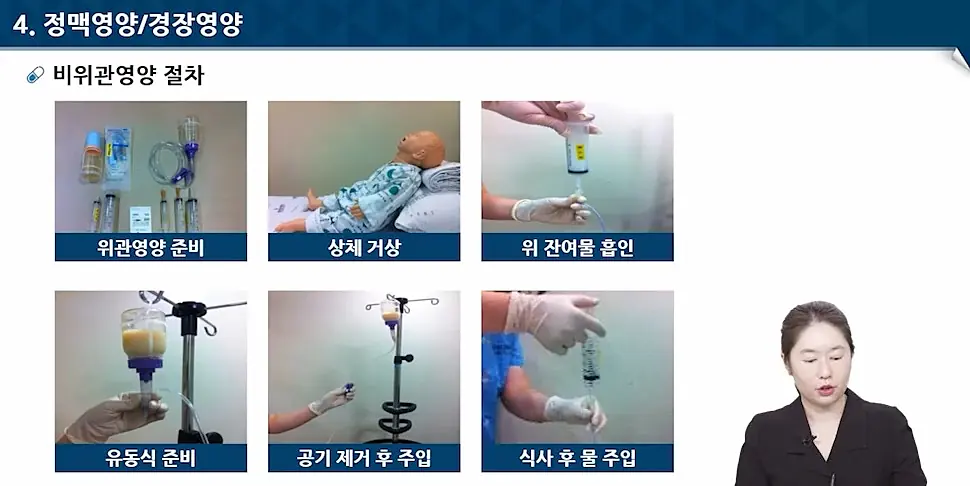 4. 정맥영양/경장영양
비위관영양 절차
위관영양 준비
상체 거상
위 잔여물 흡인
유동식 준비
공기 제거 후 주입
식사 후 물 주입